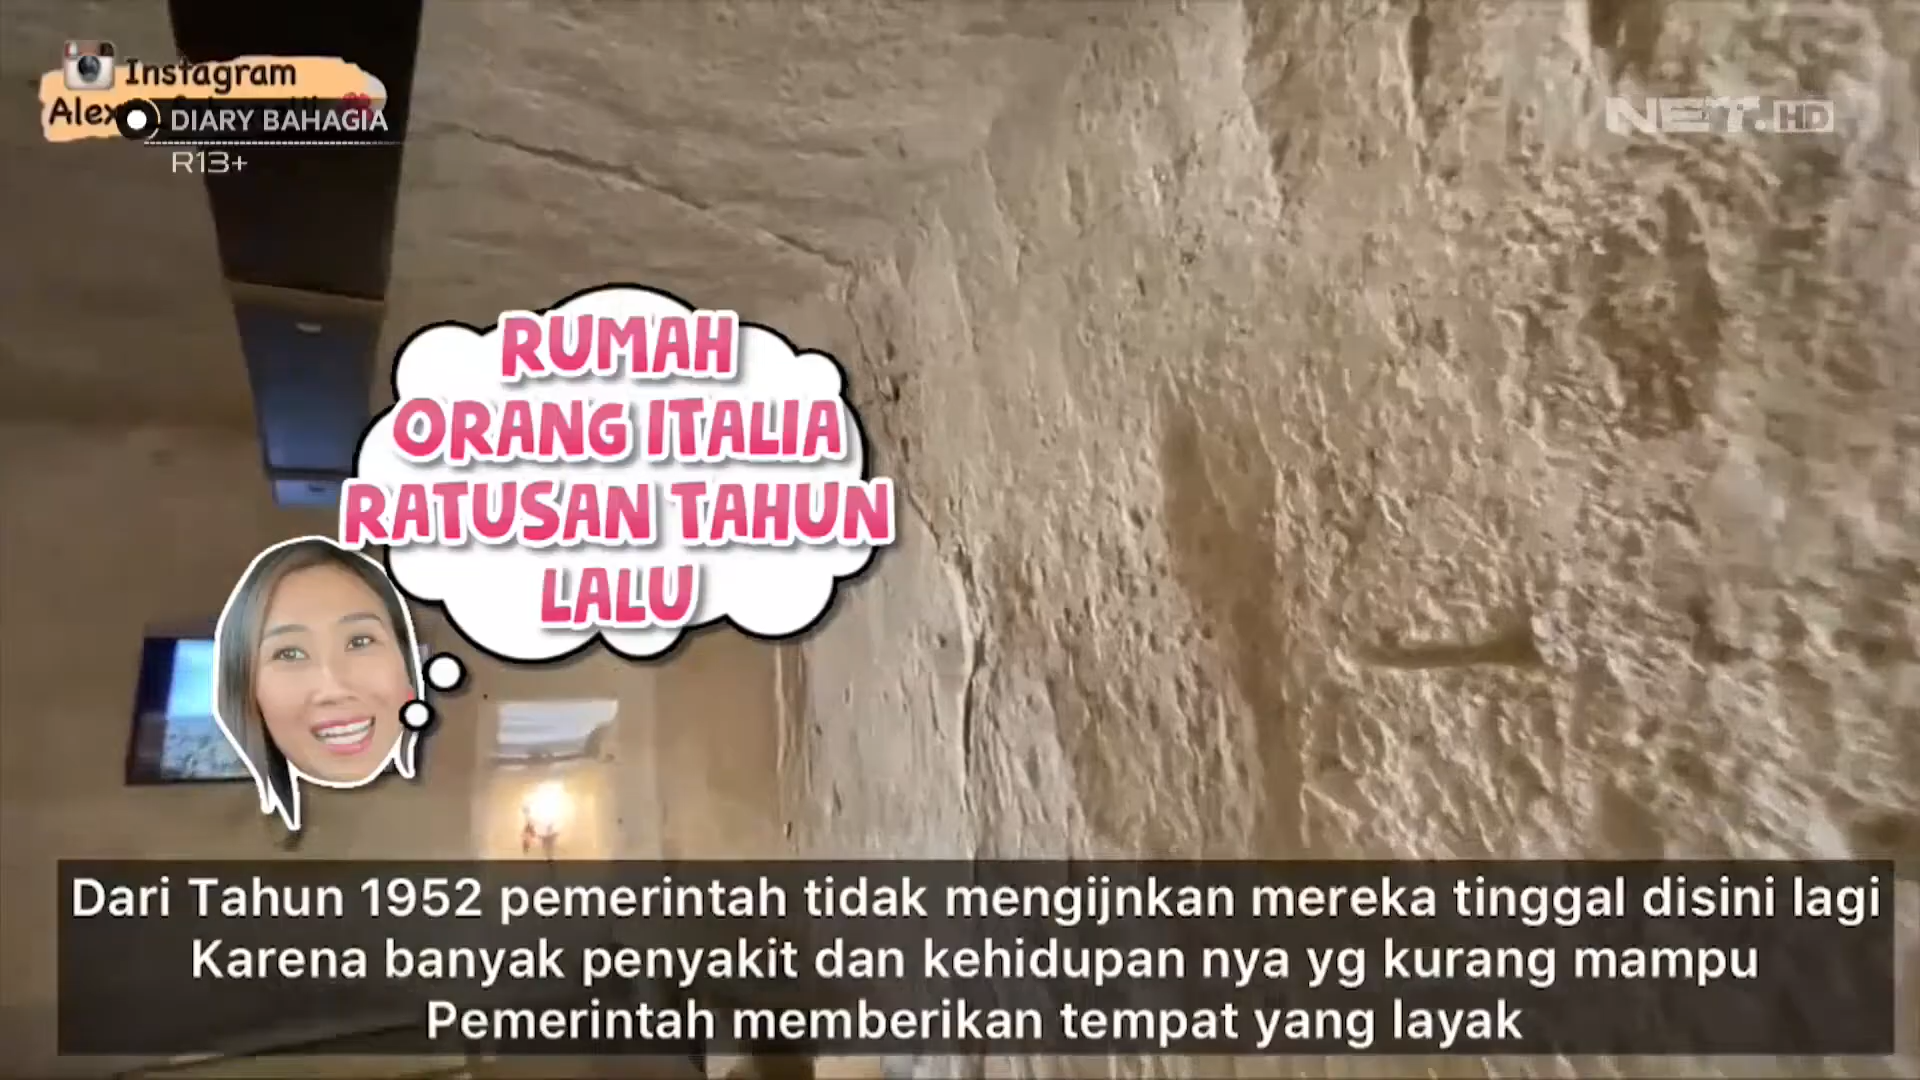 Instagram
DIARY BAHAGIA
R13+
NET.HD
RUMAH
ORANG ITALIA
RATUSAN TAHUN
LALU
Dari Tahun 1952 pemerintah tidak mengijnkan mereka tinggal disini lagi
Karena banyak penyakit dan kehidupan nya yg kurang mampu
Pemerintah memberikan tempat yang layak